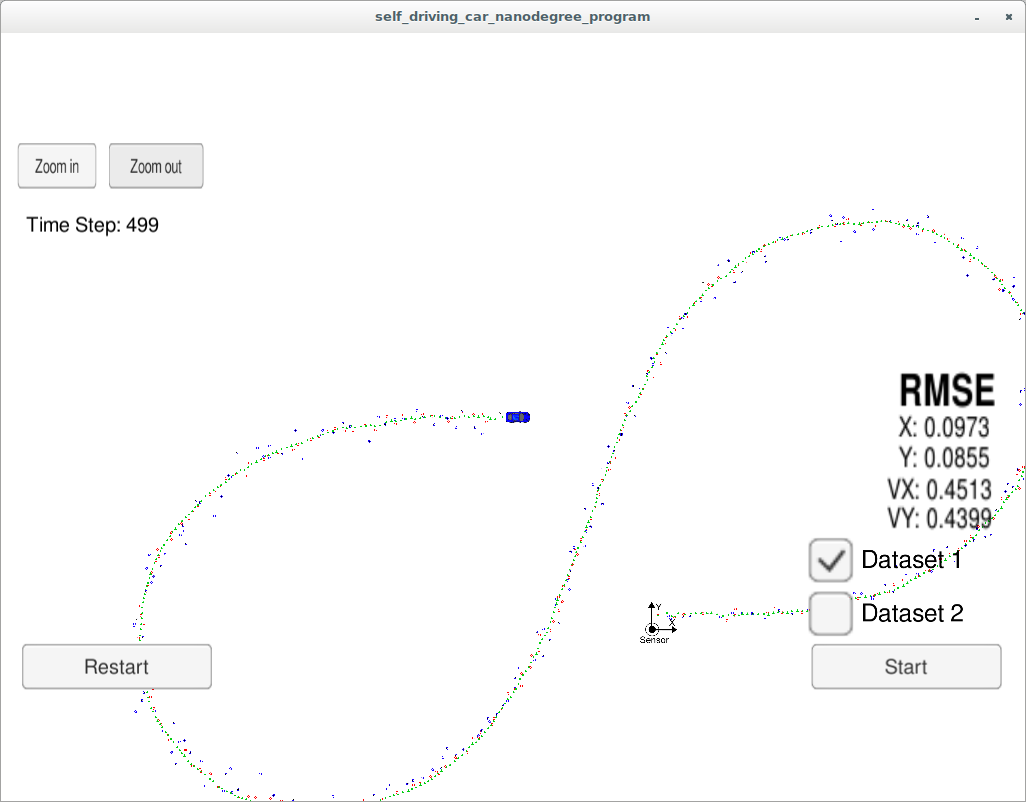 self_driving_car_nanodegree_program
Zoom in
Zoom out
Time Step: 499
RMSE
X: 0.0973
Y: 0.0855
VX: 0.4513
VY: 0.4399
Dataset 1
Dataset 2
Y
X
Sensor
Restart
Start